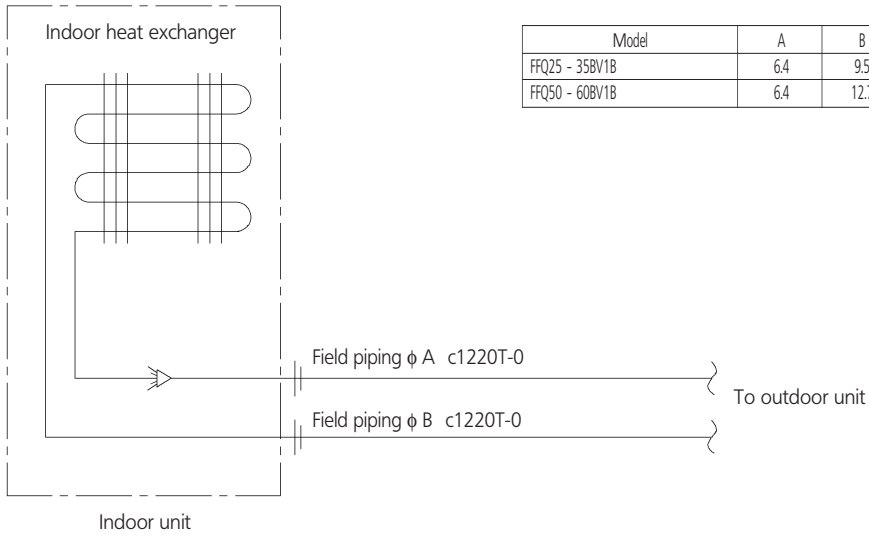 Indoor heat exchanger
Model A B
FFQ25 - 35BV1B 6.4 9.5
FFQ50 - 60BV1B 6.4
Field piping ϕ A c1220T-0
To outdoor unit
Field piping ϕ B c1220T-0
Indoor unit